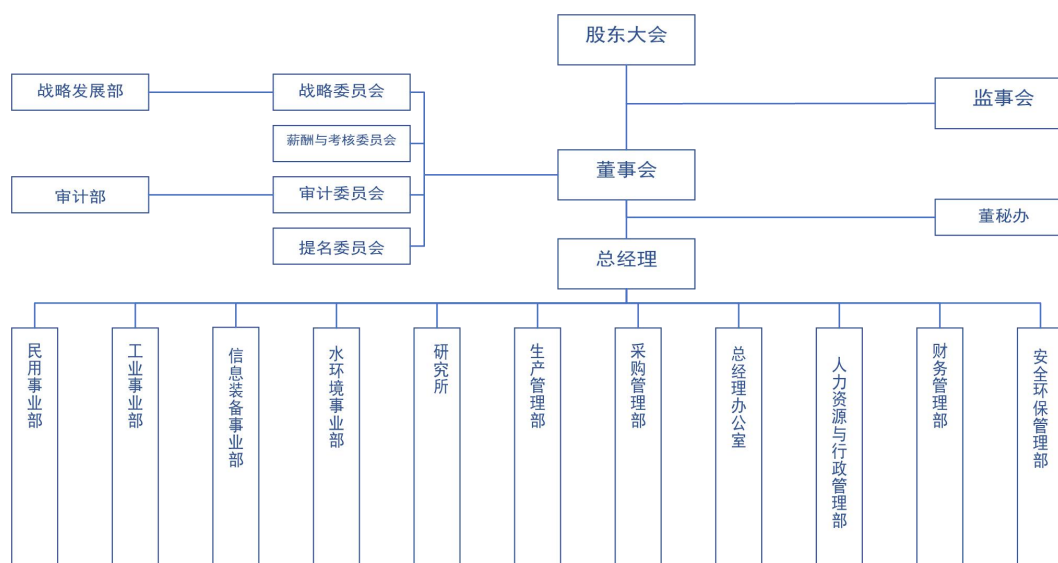 股东大会
战略发展部
战略委员会
监事会
薪酬与考核委员会
董事会
审计部
审计委员会
董秘办
提名委员会
总经理
民用事业部
工业事业部
信息装备事业部
水环境事业部
研究所
生产管理部
采购管理部
总经理办公室
人力资源与行政管理部
财务管理部
安全环保管理部